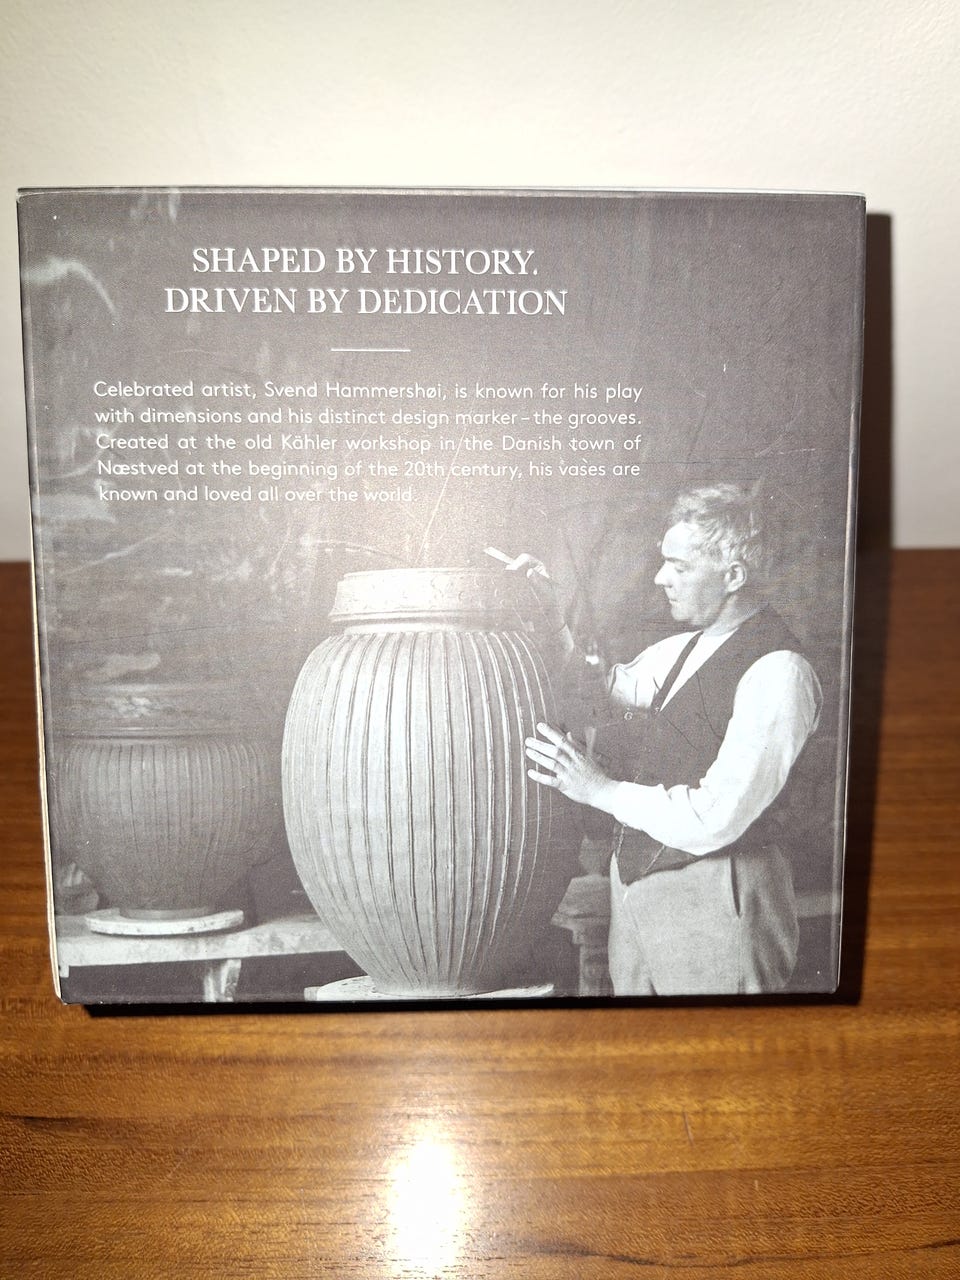 SHAPED BY HISTORY.
DRIVEN BY DEDICATION
Celebrated artist, Svend Hammershøi, is known for his play
with dimensions and his distinct design marker – the grooves.
Created at the old Kähler workshop in the Danish town of
Næstved at the beginning of the 20th century, his vases are
known and loved all over the world.